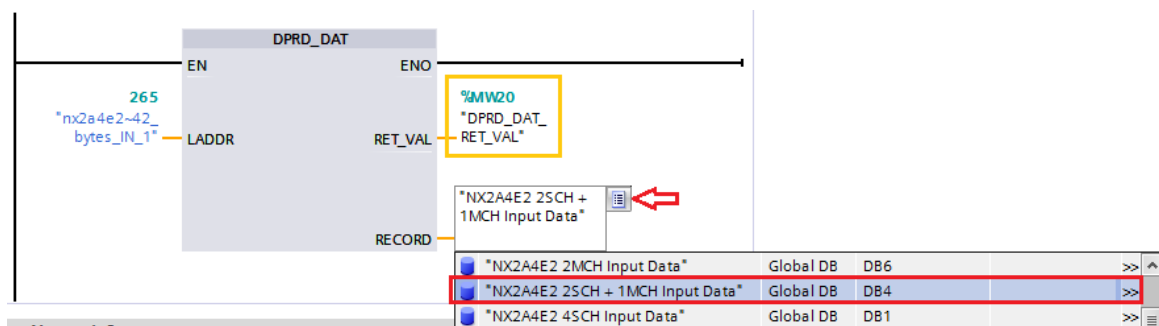 DPRD_DAT
EN
ENO
265
"nx2a4e2~42_
bytes_IN_1"
LADDR
RET_VAL
%MW20
"DPRD_DAT_
RET_VAL"
RECORD
"NX2A4E2 2SCH +
1MCH Input Data"
"NX2A4E2 2MCH Input Data" Global DB DB6 >>
"NX2A4E2 2SCH + 1MCH Input Data" Global DB DB4 >>
"NX2A4E2 4SCH Input Data" Global DB DB1 >>